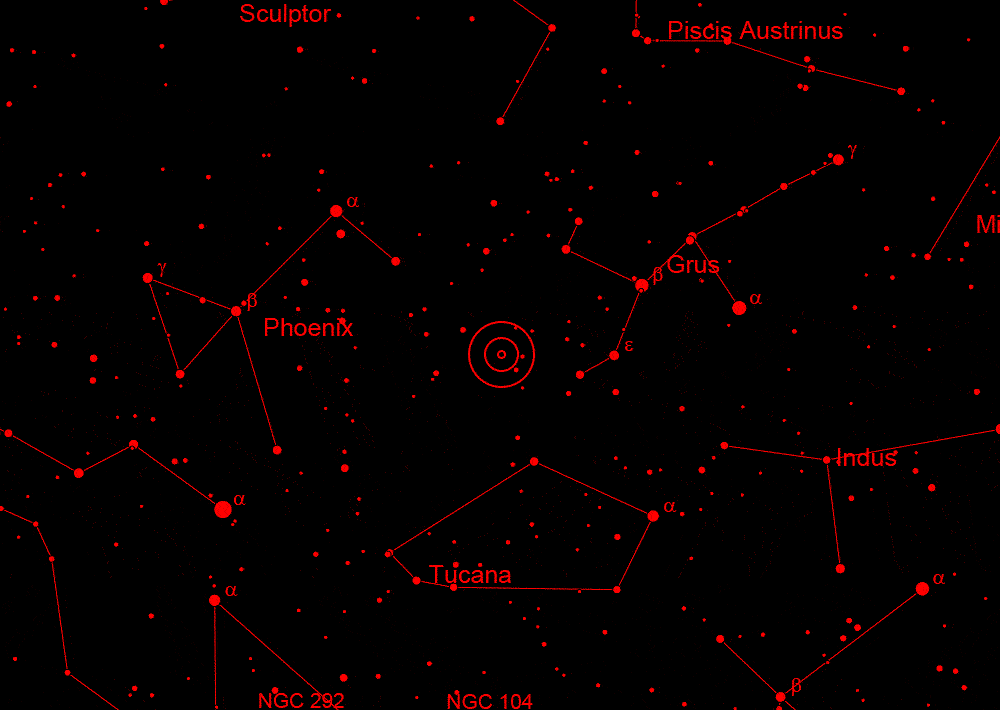 Sculptor
Piscis Austrinus
γ
α
Mi
γ
β
Grus
β
α
Phoenix
ε
Indus
α
α
Tucana
α
α
β
NGC 292
NGC 104